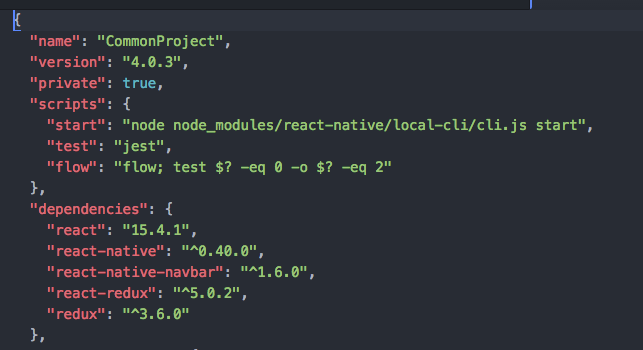 {
"name": "CommonProject",
"version": "4.0.3",
"private": true,
"scripts": {
"start": "node node_modules/react-native/local-cli/cli.js start",
"test": "jest",
"flow": "flow; test $? -eq 0 -o $? -eq 2"
},
"dependencies": {
"react": "15.4.1",
"react-native": "^0.40.0",
"react-native-navbar": "^1.6.0",
"react-redux": "^5.0.2",
"redux": "^3.6.0"
},